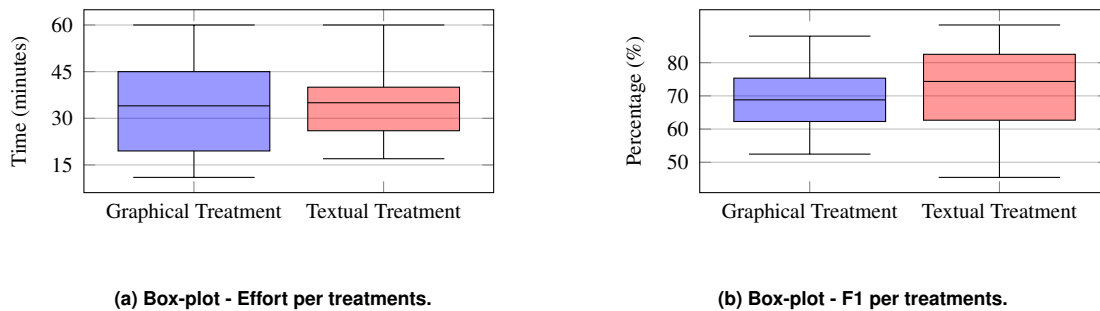 Time (minutes)
60
45
30
15
Graphical Treatment
Textual Treatment
(a) Box-plot - Effort per treatments.
Percentage (%)
80
70
60
50
Graphical Treatment
Textual Treatment
(b) Box-plot - F1 per treatments.